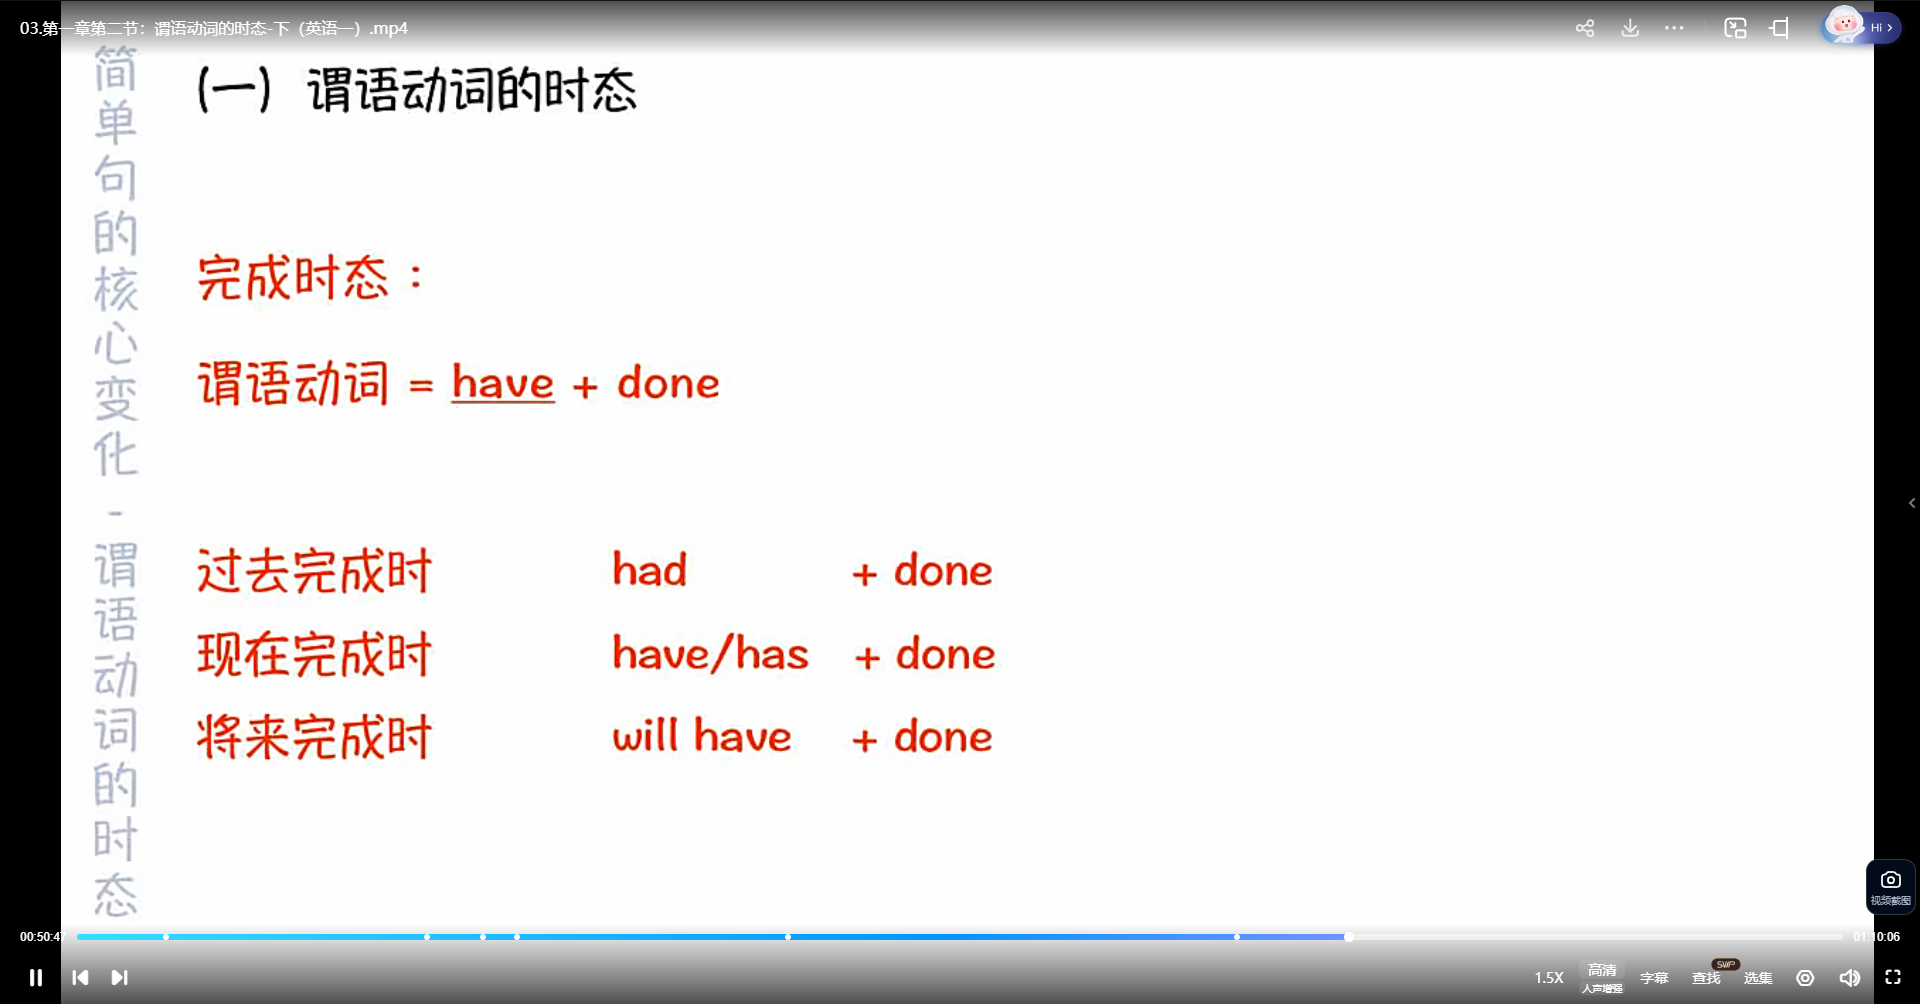 03.第一章第二节：谓语动词的时态-下（英语一）.mp4
Hi
简单句的核心变化-谓语动词的时态
(一) 谓语动词的时态
完成时态：
谓语动词 = have + done
过去完成时 had + done
现在完成时 have/has + done
将来完成时 will have + done
视频截图
00:50:47
01:10:06
1.5X
高清
人声增强
字幕
SVIP
查找
选集